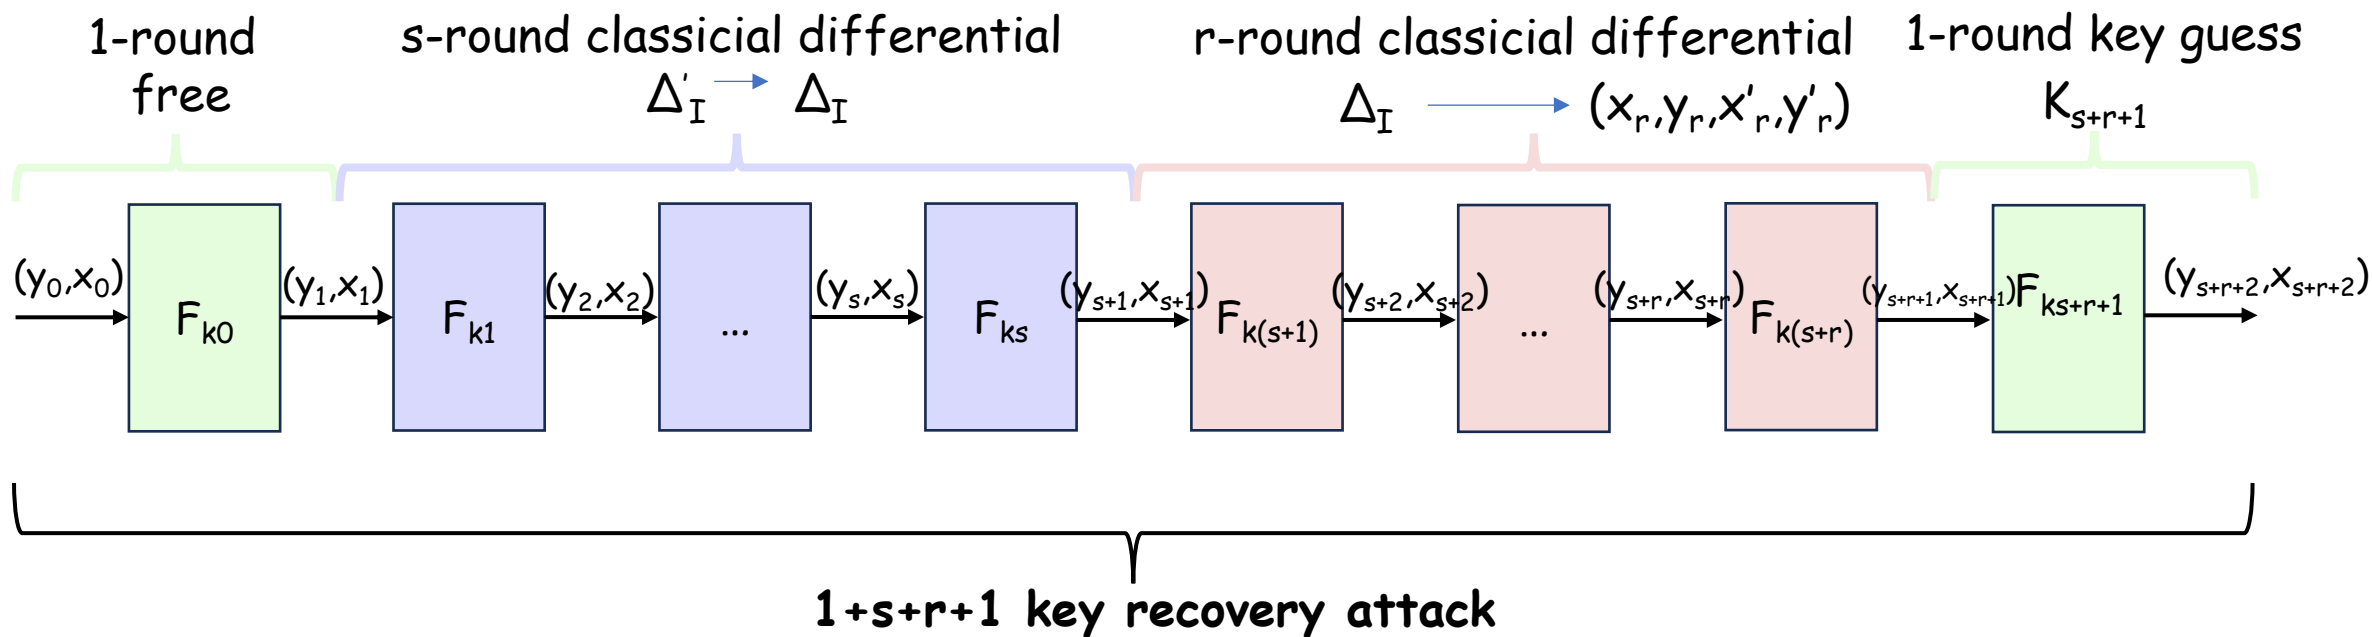 1-round
free
s-round classicial differential
Δ'I → ΔI
r-round classicial differential
ΔI → (xr,yr,x'r,y'r)
1-round key guess
Ks+r+1
(y0,x0)
Fk0
(y1,x1)
Fk1
(y2,x2)
...
(ys,xs)
Fks
(ys+1,xs+1)
Fk(s+1)
(ys+2,xs+2)
...
(ys+r,xs+r)
Fk(s+r)
(ys+r+1,xs+r+1)
Fks+r+1
(ys+r+2,xs+r+2)
1+s+r+1 key recovery attack